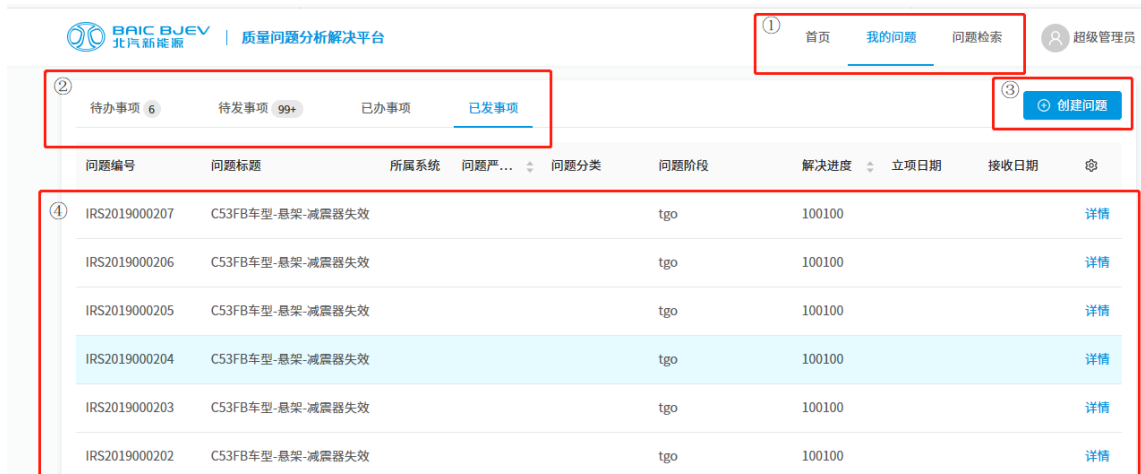 BAIC BJEV
北汽新能源 | 质量问题分析解决平台 ① 首页 我的问题 问题检索 超级管理员
② 待办事项 6 待发事项 99+ 已办事项 已发事项 ③ 创建问题
问题编号 问题标题 所属系统 问题严... 问题分类 问题阶段 解决进度 立项日期 接收日期
④ IRS2019000207 C53FB车型-悬架-减震器失效 tgo 100100 详情
IRS2019000206 C53FB车型-悬架-减震器失效 tgo 100100 详情
IRS2019000205 C53FB车型-悬架-减震器失效 tgo 100100 详情
IRS2019000204 C53FB车型-悬架-减震器失效 tgo 100100 详情
IRS2019000203 C53FB车型-悬架-减震器失效 tgo 100100 详情
IRS2019000202 C53FB车型-悬架-减震器失效 tgo 100100 详情